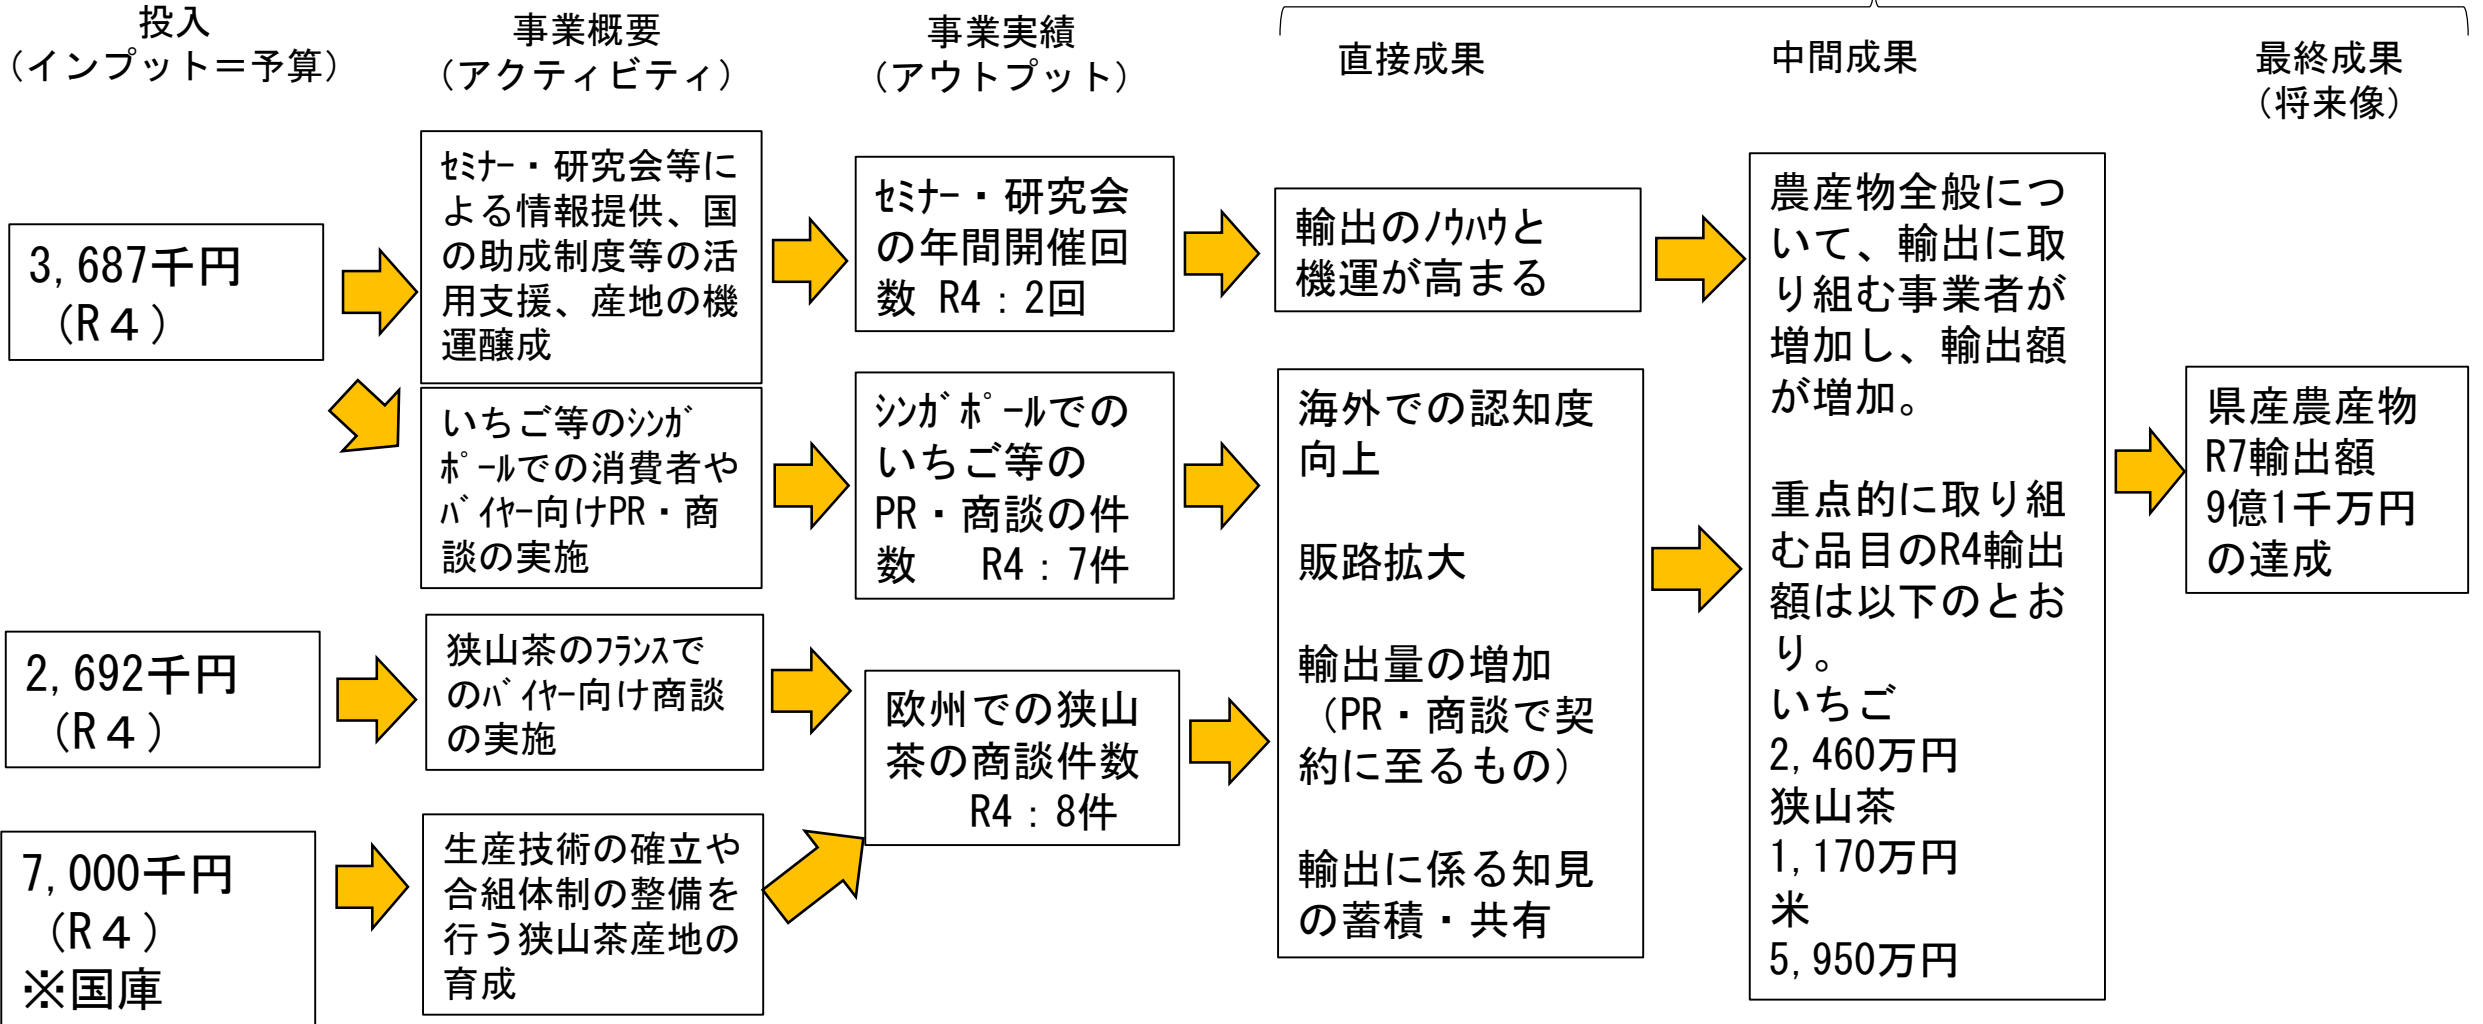 投入
（インプット＝予算）
事業概要
（アクティビティ）
事業実績
（アウトプット）
直接成果
中間成果
最終成果
（将来像）
3,687千円
（R４）
ｾﾐﾅｰ・研究会等に
よる情報提供、国
の助成制度等の活
用支援、産地の機
運醸成
ｾﾐﾅｰ・研究会
の年間開催回
数 R4：2回
輸出のﾉｳﾊｳと
機運が高まる
いちご等のｼﾝｶﾞ
ﾎﾟｰﾙでの消費者や
ﾊﾞｲﾔｰ向けPR・商
談の実施
ｼﾝｶﾞﾎﾟｰﾙでの
いちご等の
PR・商談の件
数 R4：7件
2,692千円
（R４）
狭山茶のﾌﾗﾝｽで
のﾊﾞｲﾔｰ向け商談
の実施
欧州での狭山
茶の商談件数
R4：8件
7,000千円
（R４）
※国庫
生産技術の確立や
合組体制の整備を
行う狭山茶産地の
育成
海外での認知度
向上
販路拡大
輸出量の増加
（PR・商談で契
約に至るもの）
輸出に係る知見
の蓄積・共有
農産物全般につ
いて、輸出に取
り組む事業者が
増加し、輸出額
が増加。
重点的に取り組
む品目のR4輸出
額は以下のとお
り。
いちご
2,460万円
狭山茶
1,170万円
米
5,950万円
県産農産物
R7輸出額
9億1千万円
の達成